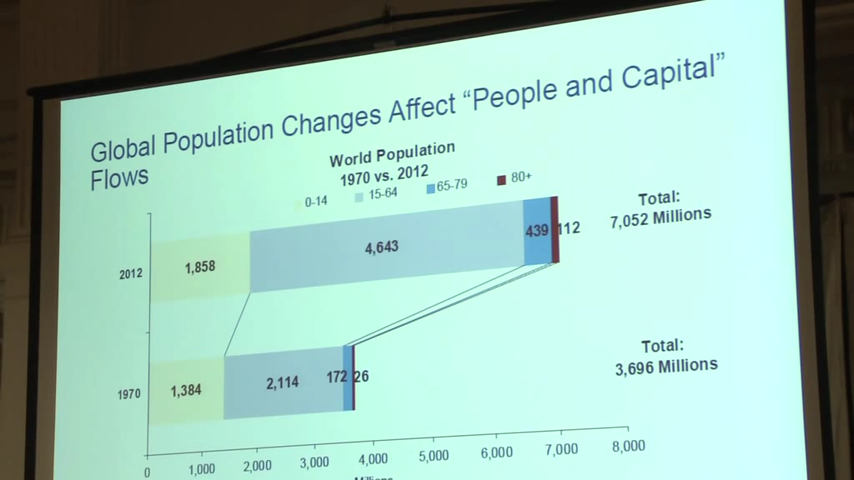 Global Population Changes Affect “People and Capital”
Flows
World Population
1970 vs. 2012
0-14 15-64 65-79 80+
2012 1,858 4,643 439 112
Total:
7,052 Millions
1970 1,384 2,114 172 26
Total:
3,696 Millions
0 1,000 2,000 3,000 4,000 5,000 6,000 7,000 8,000